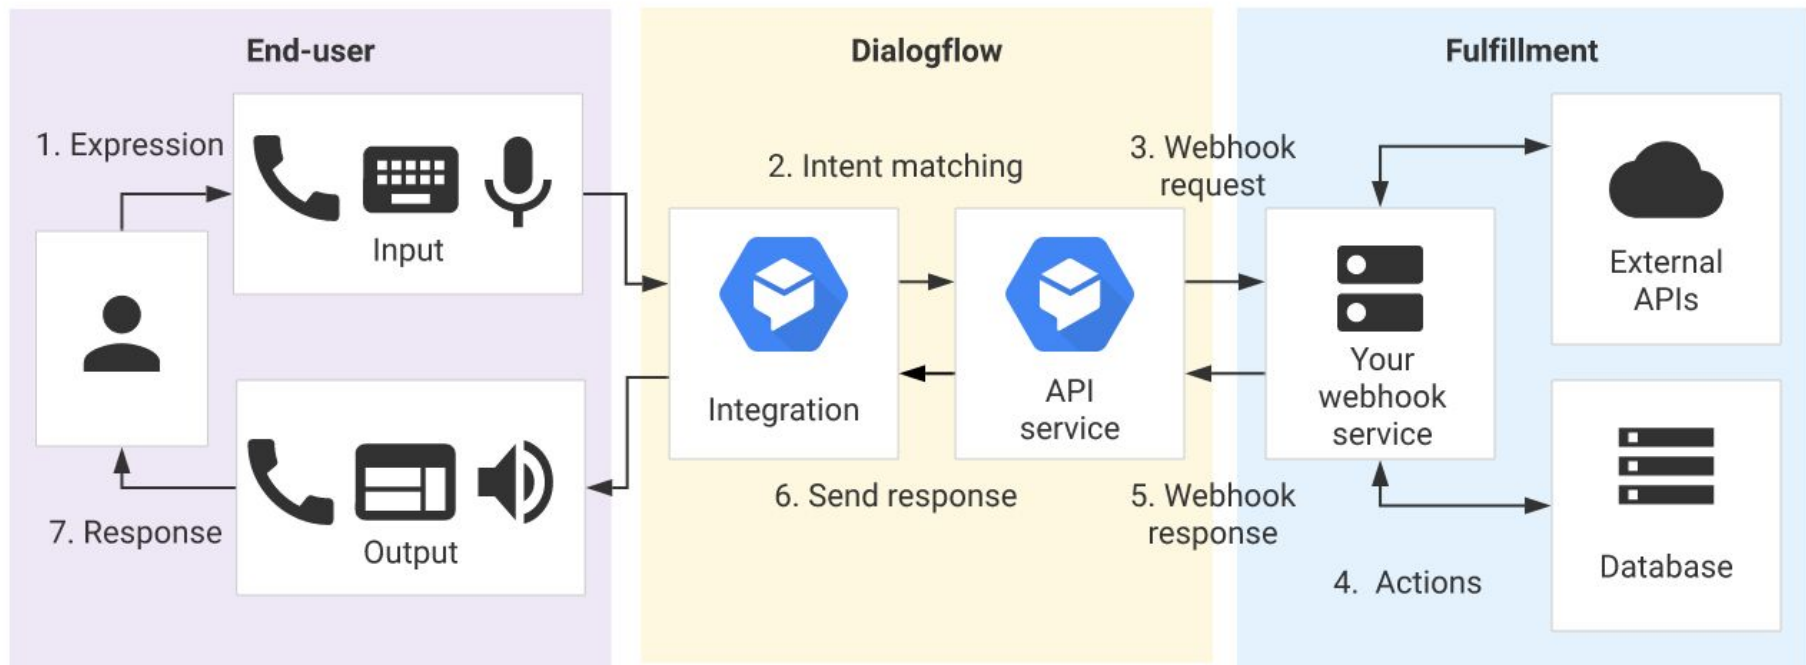 End-user
Dialogflow
Fulfillment
1. Expression
Input
2. Intent matching
3. Webhook
request
External
APIs
Integration
API
service
Your
webhook
service
6. Send response
5. Webhook
response
7. Response
Output
4. Actions
Database